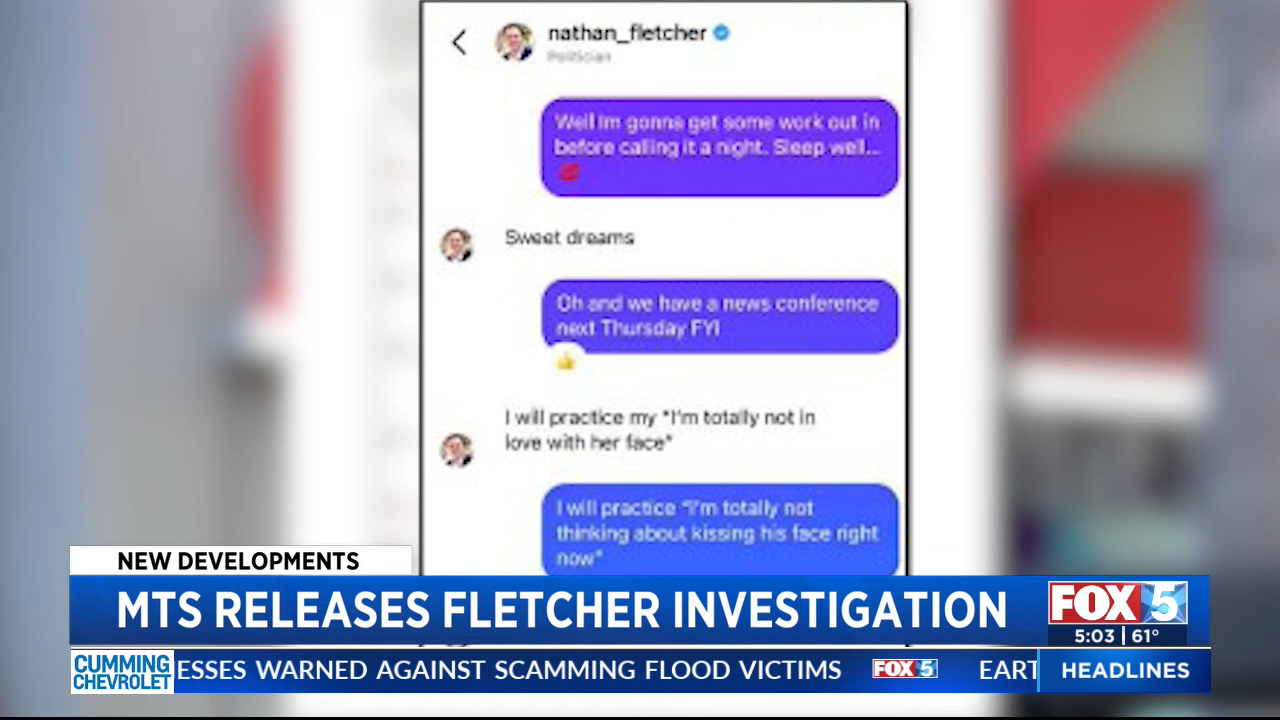 nathan_fletcher
Politician
Well Im gonna get some work out in
before calling it a night. Sleep well...
Sweet dreams
Oh and we have a news conference
next Thursday FYI
I will practice my "I'm totally not in
love with her face"
I will practice "I'm totally not
thinking about kissing his face right
now"
NEW DEVELOPMENTS
MTS RELEASES FLETCHER INVESTIGATION
FOX 5
5:03 | 61°
CUMMING
CHEVROLET
ESSES WARNED AGAINST SCAMMING FLOOD VICTIMS FOX 5 EART
HEADLINES